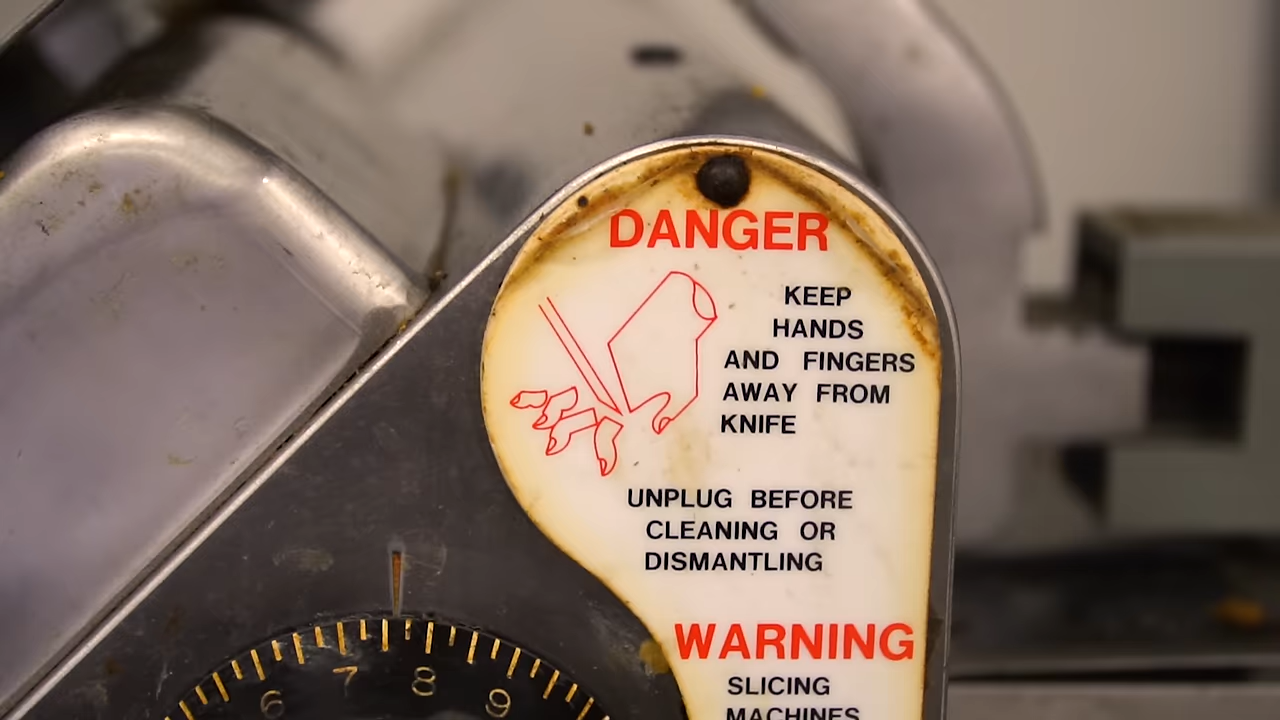 DANGER
KEEP
HANDS
AND FINGERS
AWAY FROM
KNIFE
UNPLUG BEFORE
CLEANING OR
DISMANTLING
WARNING
SLICING
MACHINES
6 7 8 9